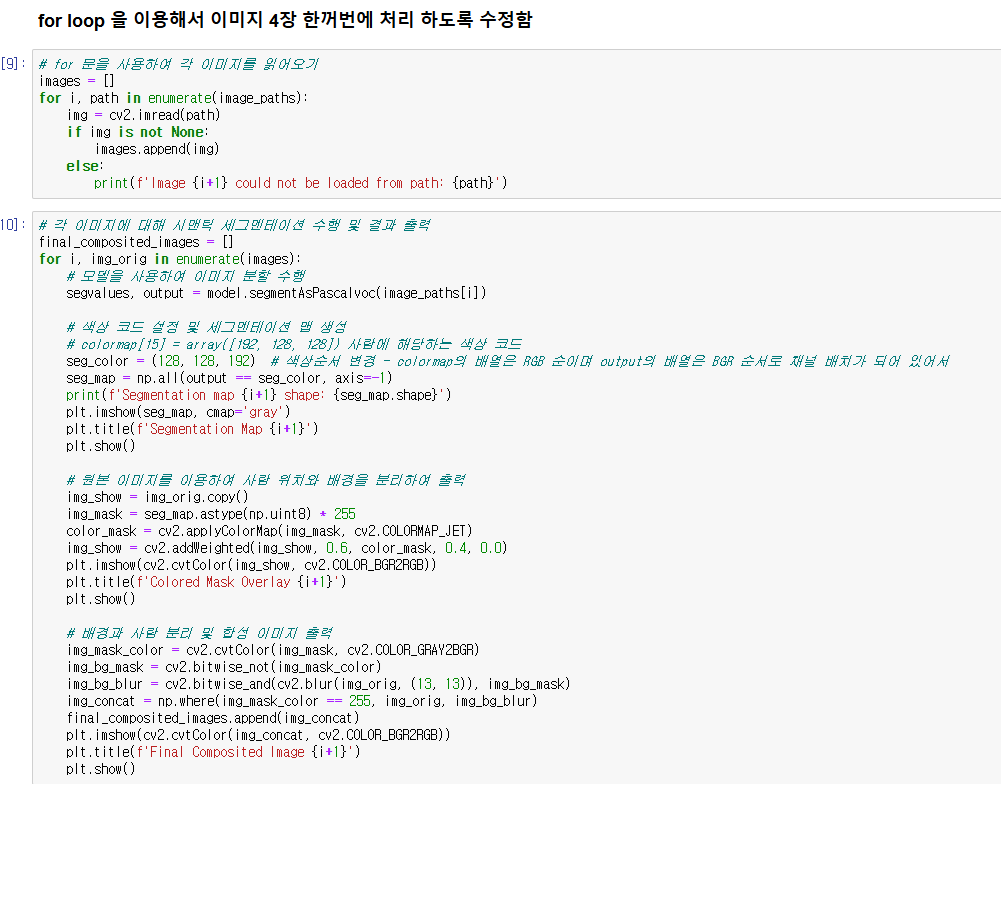 for loop 을 이용해서 이미지 4장 한꺼번에 처리 하도록 수정함
[9]:
# for 문을 사용하여 각 이미지를 읽어오기
images = []
for i, path in enumerate(image_paths):
    img = cv2.imread(path)
    if img is not None:
        images.append(img)
    else:
        print(f'Image {i+1} could not be loaded from path: {path}')
10]:
# 각 이미지에 대해 시맨틱 세그멘테이션 수행 및 결과 출력
final_composited_images = []
for i, img_orig in enumerate(images):
    # 모델을 사용하여 이미지 분할 수행
    segvalues, output = model.segmentAsPascalvoc(image_paths[i])
    # 색상 코드 설정 및 세그멘테이션 맵 생성
    # colormap[15] = array([192, 128, 128]) 사람에 해당하는 색상 코드
    seg_color = (128, 128, 192)  # 색상순서 변경 - colormap의 배열은 RGB 순이며 output의 배열은 BGR 순서로 채널 배치가 되어 있어서
    seg_map = np.all(output == seg_color, axis=-1)
    print(f'Segmentation map {i+1} shape: {seg_map.shape}')
    plt.imshow(seg_map, cmap='gray')
    plt.title(f'Segmentation Map {i+1}')
    plt.show()
    # 원본 이미지를 이용하여 사람 위치와 배경을 분리하여 출력
    img_show = img_orig.copy()
    img_mask = seg_map.astype(np.uint8) * 255
    color_mask = cv2.applyColorMap(img_mask, cv2.COLORMAP_JET)
    img_show = cv2.addWeighted(img_show, 0.6, color_mask, 0.4, 0.0)
    plt.imshow(cv2.cvtColor(img_show, cv2.COLOR_BGR2RGB))
    plt.title(f'Colored Mask Overlay {i+1}')
    plt.show()
    # 배경과 사람 분리 및 합성 이미지 출력
    img_mask_color = cv2.cvtColor(img_mask, cv2.COLOR_GRAY2BGR)
    img_bg_mask = cv2.bitwise_not(img_mask_color)
    img_bg_blur = cv2.bitwise_and(cv2.blur(img_orig, (13, 13)), img_bg_mask)
    img_concat = np.where(img_mask_color == 255, img_orig, img_bg_blur)
    final_composited_images.append(img_concat)
    plt.imshow(cv2.cvtColor(img_concat, cv2.COLOR_BGR2RGB))
    plt.title(f'Final Composited Image {i+1}')
    plt.show()